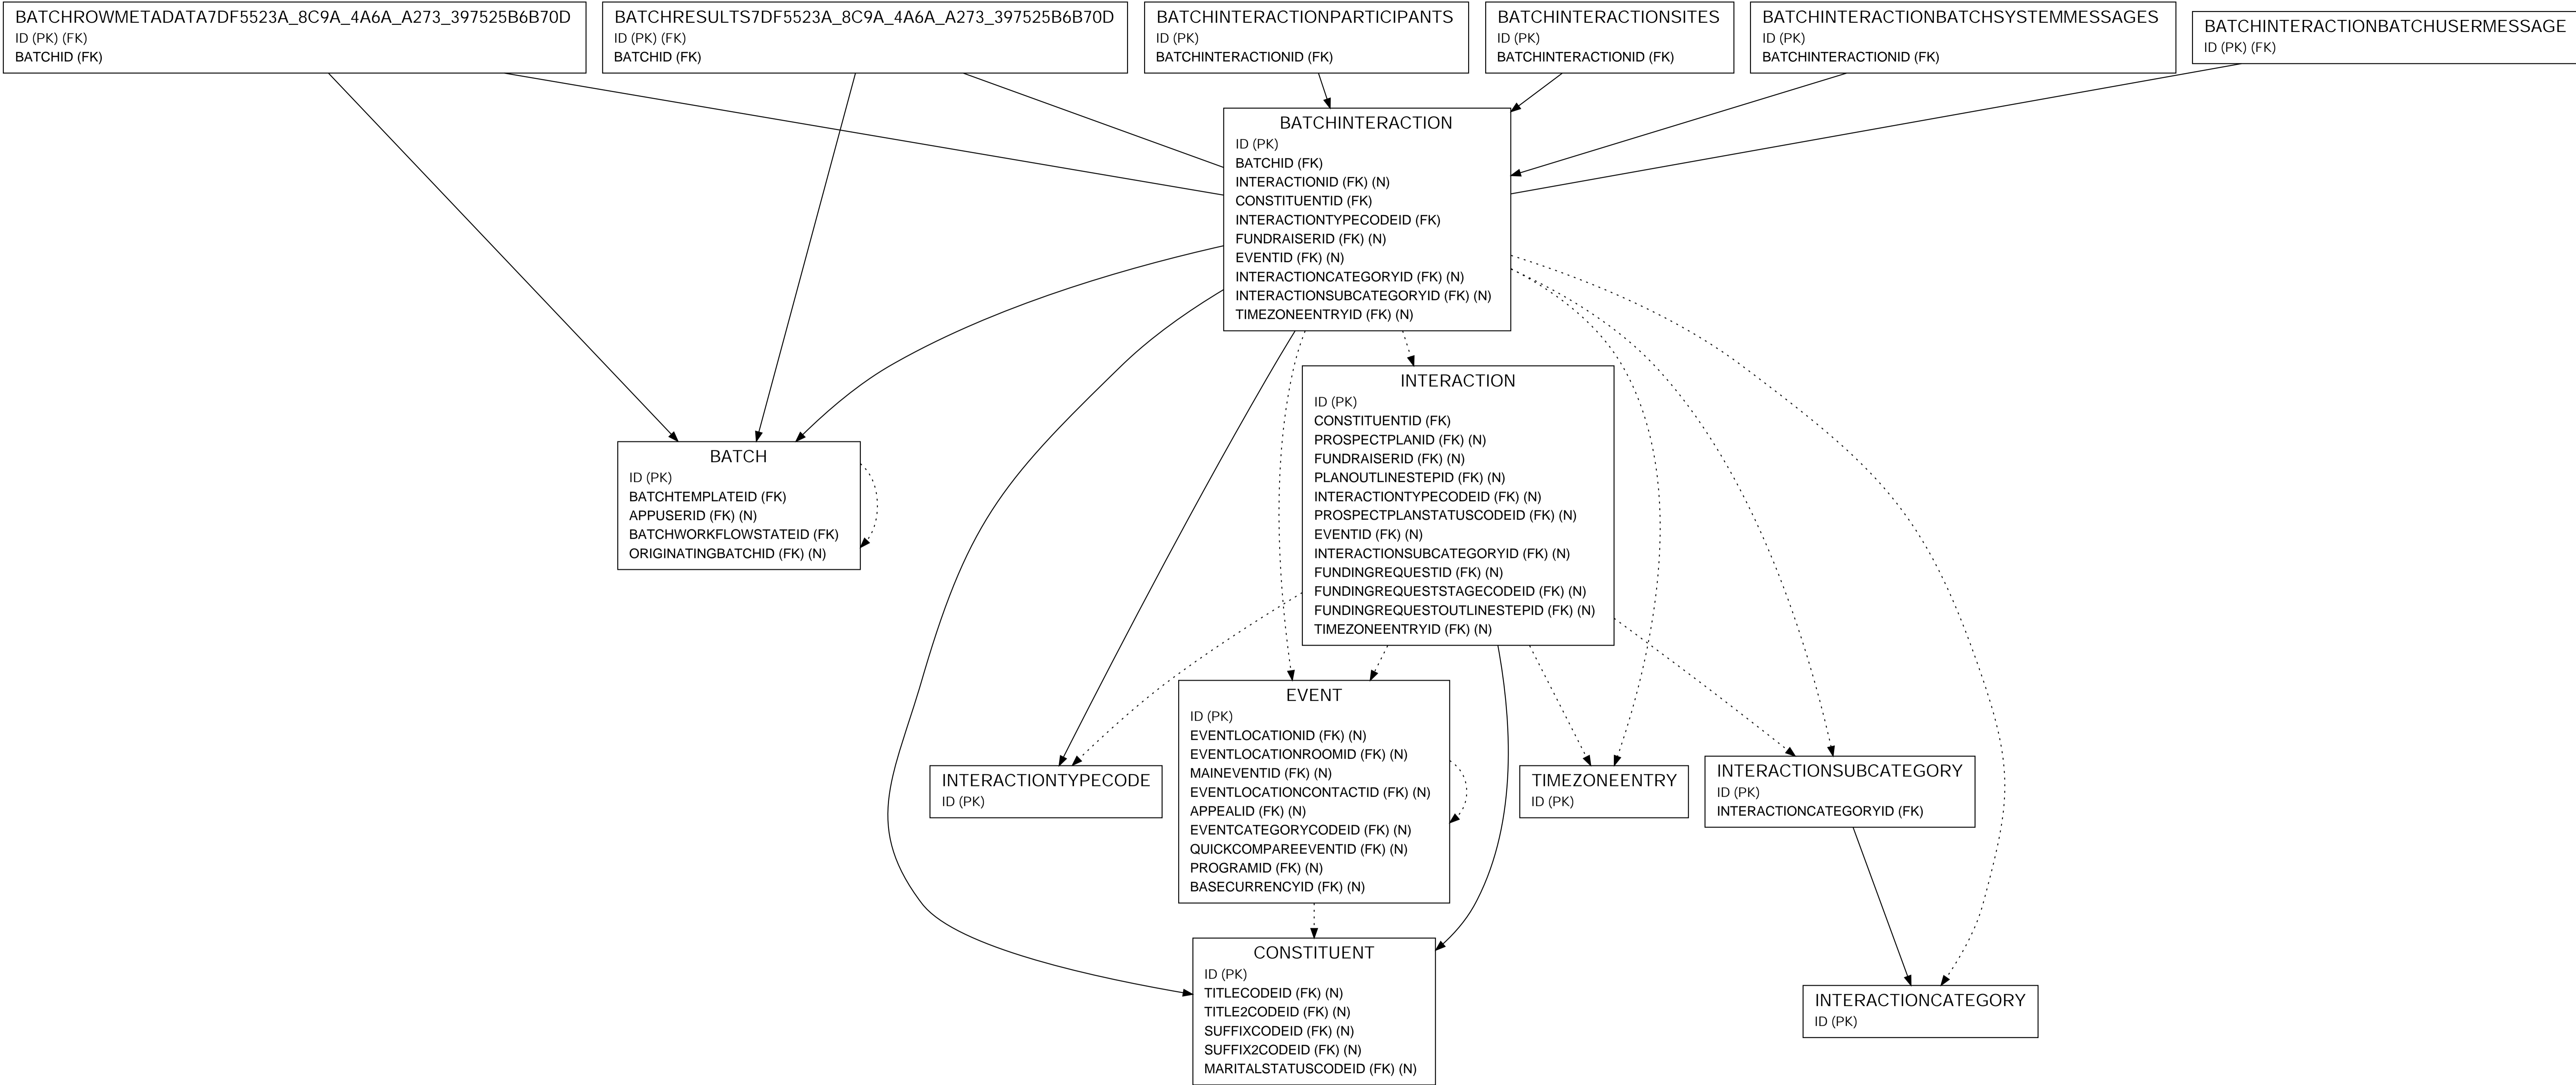 BATCHROWMETADATA7DF5523A_8C9A_4A6A_A273_397525B6B70D
ID (PK) (FK)
BATCHID (FK)
BATCHRESULTS7DF5523A_8C9A_4A6A_A273_397525B6B70D
ID (PK) (FK)
BATCHID (FK)
BATCHINTERACTIONPARTICIPANTS
ID (PK)
BATCHINTERACTIONID (FK)
BATCHINTERACTIONSITES
ID (PK)
BATCHINTERACTIONID (FK)
BATCHINTERACTIONBATCHSYSTEMMESSAGES
ID (PK)
BATCHINTERACTIONID (FK)
BATCHINTERACTIONBATCHUSERMESSAGE
ID (PK) (FK)
BATCHINTERACTION
ID (PK)
BATCHID (FK)
INTERACTIONID (FK) (N)
CONSTITUENTID (FK)
INTERACTIONTYPECODEID (FK)
FUNDRAISERID (FK) (N)
EVENTID (FK) (N)
INTERACTIONCATEGORYID (FK) (N)
INTERACTIONSUBCATEGORYID (FK) (N)
TIMEZONEENTRYID (FK) (N)
INTERACTION
ID (PK)
CONSTITUENTID (FK)
PROSPECTPLANID (FK) (N)
FUNDRAISERID (FK) (N)
PLANOUTLINESTEPID (FK) (N)
INTERACTIONTYPECODEID (FK) (N)
PROSPECTPLANSTATUSCODEID (FK) (N)
EVENTID (FK) (N)
INTERACTIONSUBCATEGORYID (FK) (N)
FUNDINGREQUESTID (FK) (N)
FUNDINGREQUESTSTAGECODEID (FK) (N)
FUNDINGREQUESTOUTLINESTEPID (FK) (N)
TIMEZONEENTRYID (FK) (N)
BATCH
ID (PK)
BATCHTEMPLATEID (FK)
APPUSERID (FK) (N)
BATCHWORKFLOWSTATEID (FK)
ORIGINATINGBATCHID (FK) (N)
EVENT
ID (PK)
EVENTLOCATIONID (FK) (N)
EVENTLOCATIONROOMID (FK) (N)
MAINEVENTID (FK) (N)
EVENTLOCATIONCONTACTID (FK) (N)
APPEALID (FK) (N)
EVENTCATEGORYCODEID (FK) (N)
QUICKCOMPAREEVENTID (FK) (N)
PROGRAMID (FK) (N)
BASECURRENCYID (FK) (N)
INTERACTIONTYPECODE
ID (PK)
TIMEZONEENTRY
ID (PK)
INTERACTIONSUBCATEGORY
ID (PK)
INTERACTIONCATEGORYID (FK)
CONSTITUENT
ID (PK)
TITLECODEID (FK) (N)
TITLE2CODEID (FK) (N)
SUFFIXCODEID (FK) (N)
SUFFIX2CODEID (FK) (N)
MARITALSTATUSCODEID (FK) (N)
INTERACTIONCATEGORY
ID (PK)